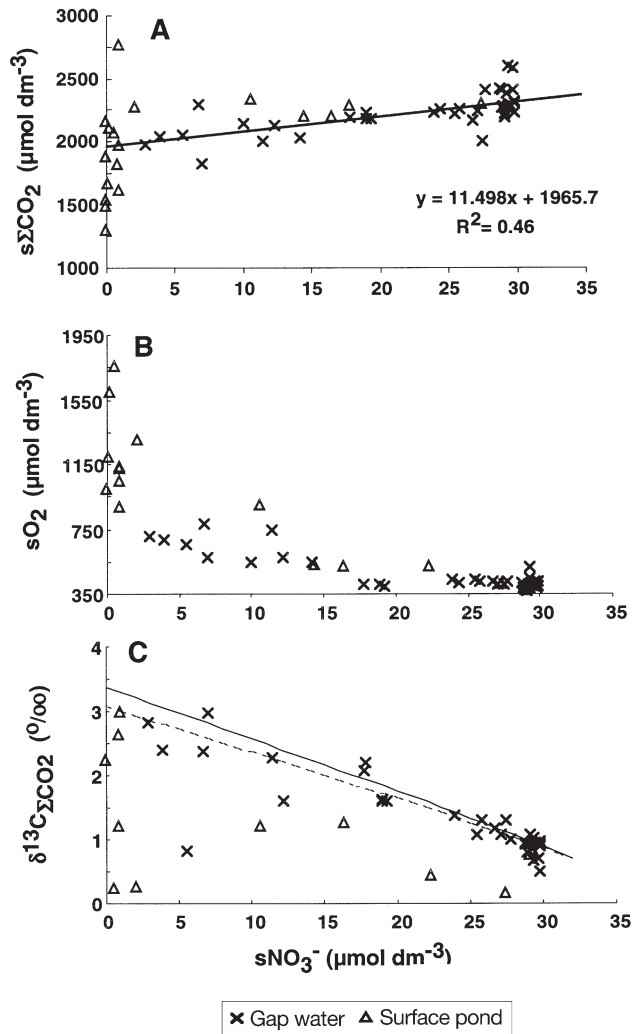 A
sΣCO2 (µmol dm-3)
3000
2500
2000
1500
1000
y = 11.498x + 1965.7
R2= 0.46
0 5 10 15 20 25 30 35
B
sO2 (µmol dm-3)
1950
1550
1150
750
350
0 5 10 15 20 25 30 35
C
δ13CΣCO2 (o/oo)
4
3
2
1
0
0 5 10 15 20 25 30 35
sNO3- (µmol dm-3)
Gap water Surface pond